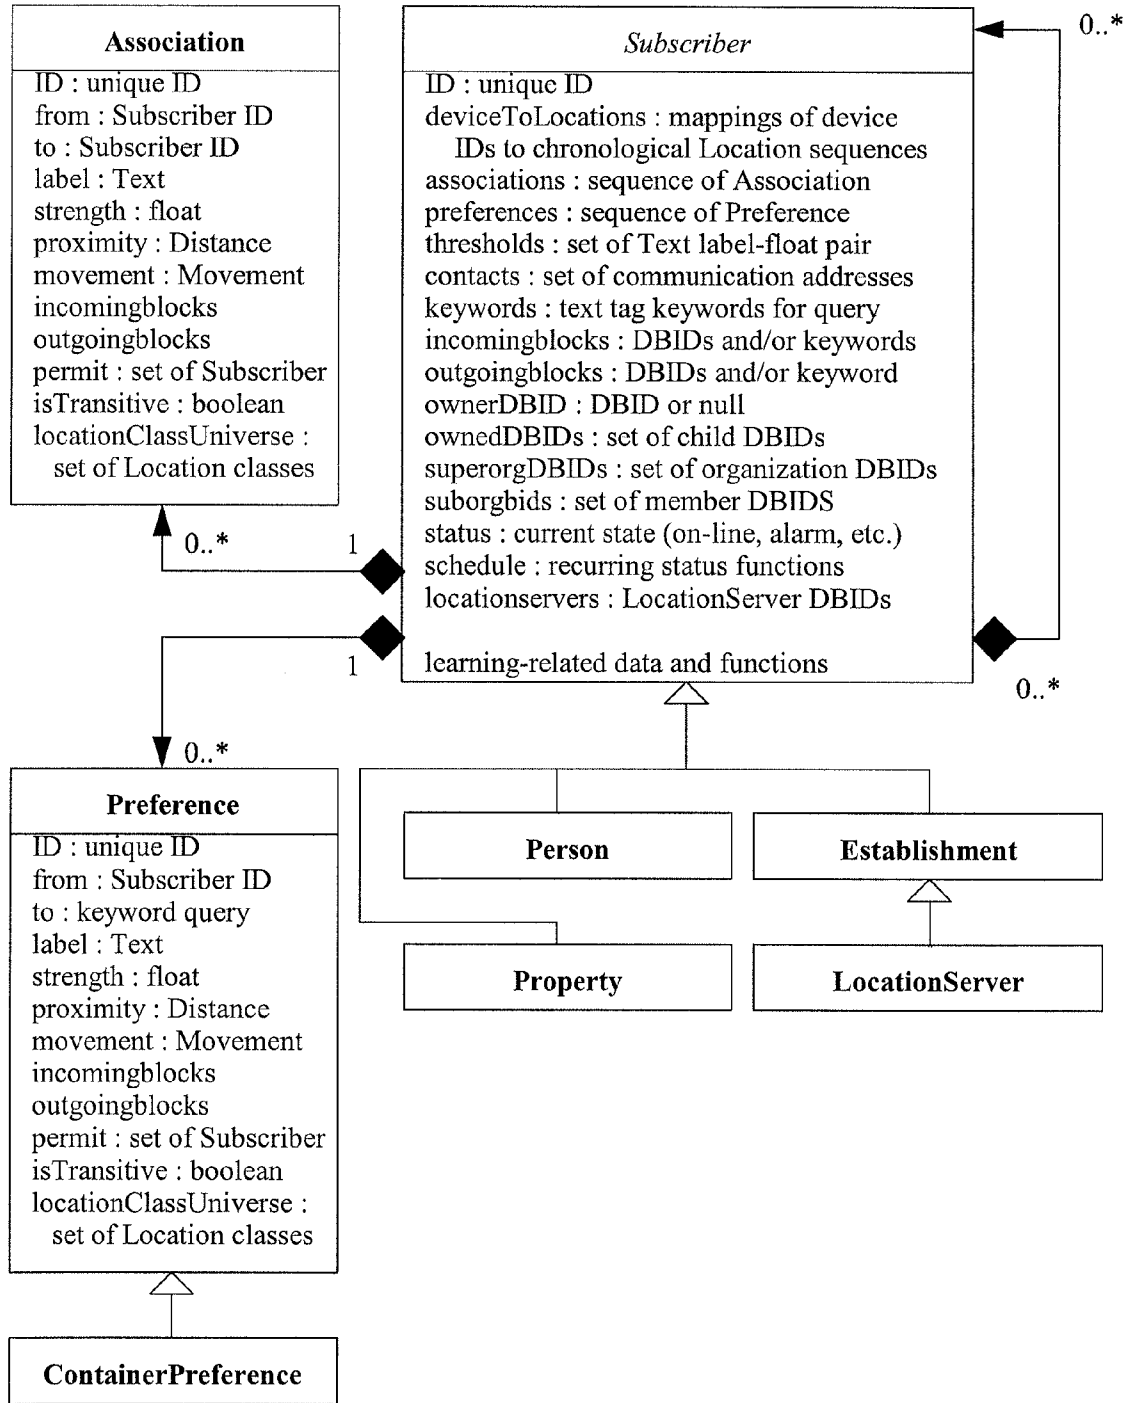 Association
ID : unique ID
from : Subscriber ID
to : Subscriber ID
label : Text
strength : float
proximity : Distance
movement : Movement
incomingblocks
outgoingblocks
permit : set of Subscriber
isTransitive : boolean
locationClassUniverse :
set of Location classes
Subscriber
ID : unique ID
deviceToLocations : mappings of device
IDs to chronological Location sequences
associations : sequence of Association
preferences : sequence of Preference
thresholds : set of Text label-float pair
contacts : set of communication addresses
keywords : text tag keywords for query
incomingblocks : DBIDs and/or keywords
outgoingblocks : DBIDs and/or keyword
ownerDBID : DBID or null
ownedDBIDs : set of child DBIDs
superorgDBIDs : set of organization DBIDs
suborgbids : set of member DBIDS
status : current state (on-line, alarm, etc.)
schedule : recurring status functions
locationservers : LocationServer DBIDs
learning-related data and functions
0..*
0..*
1
0..*
1
0..*
Preference
ID : unique ID
from : Subscriber ID
to : keyword query
label : Text
strength : float
proximity : Distance
movement : Movement
incomingblocks
outgoingblocks
permit : set of Subscriber
isTransitive : boolean
locationClassUniverse :
set of Location classes
Person
Establishment
Property
LocationServer
ContainerPreference